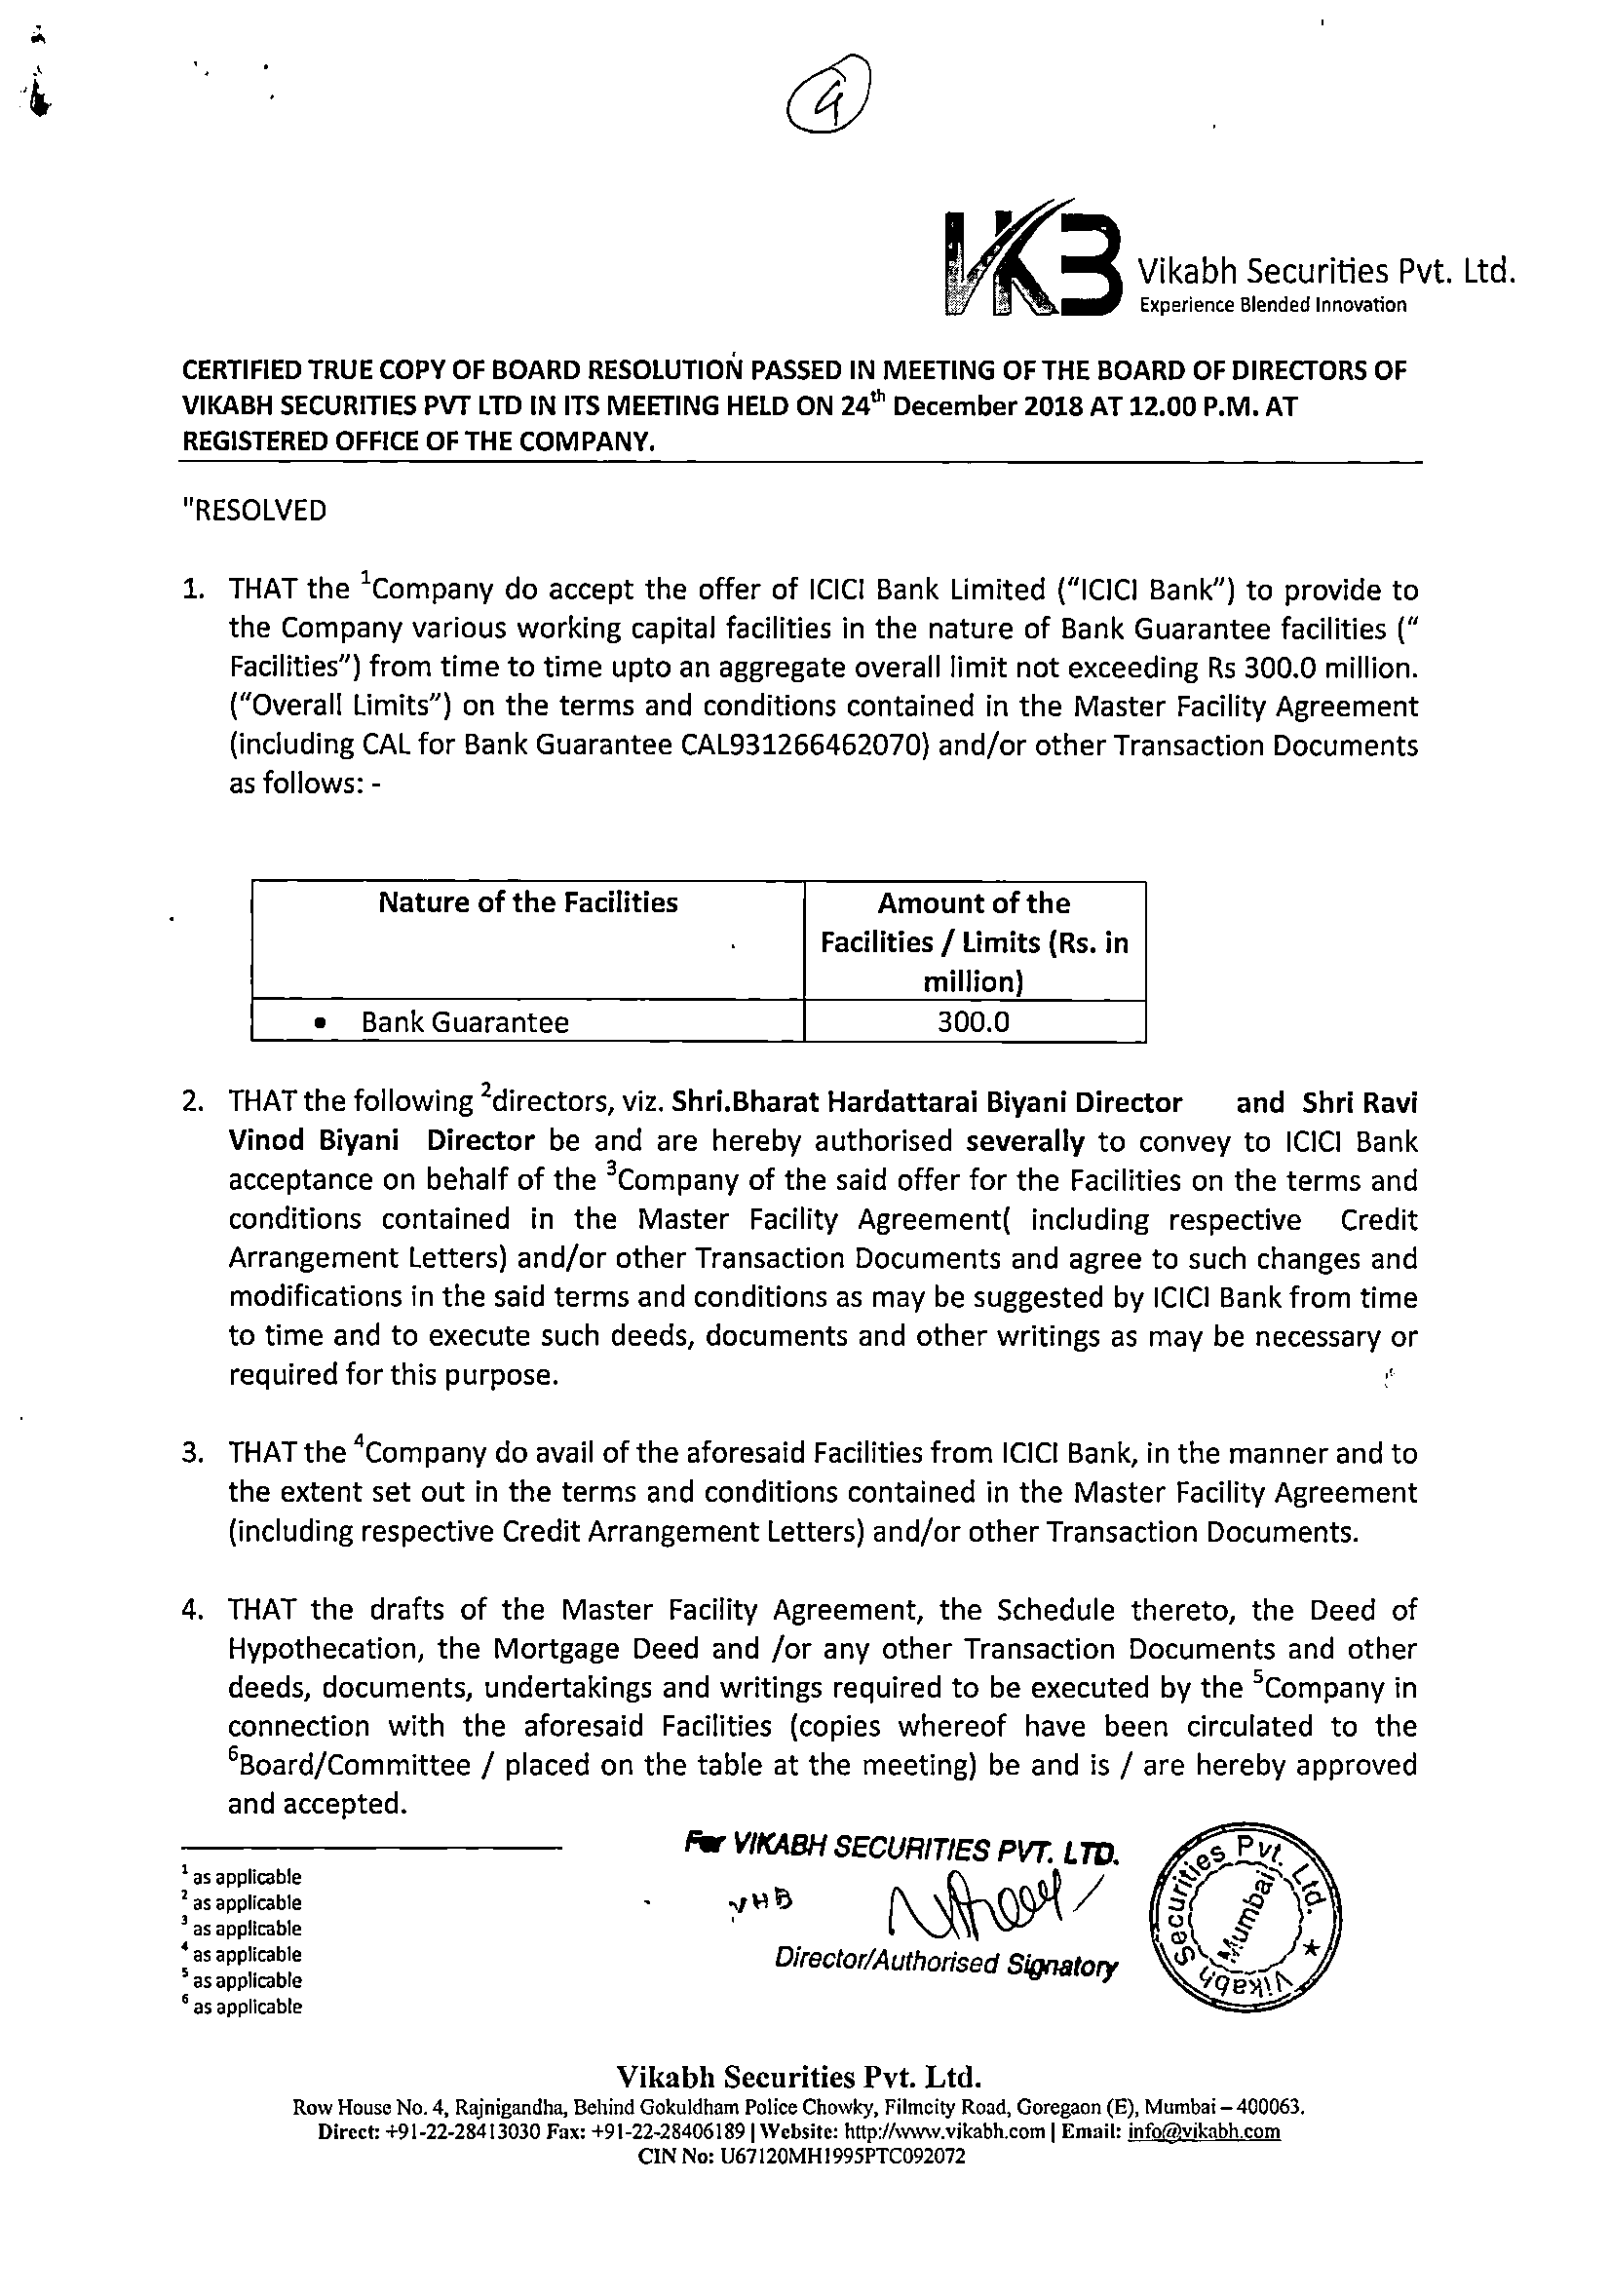 4
VKB Vikabh Securities Pvt. Ltd.
Experience Blended Innovation
CERTIFIED TRUE COPY OF BOARD RESOLUTION PASSED IN MEETING OF THE BOARD OF DIRECTORS OF
VIKABH SECURITIES PVT LTD IN ITS MEETING HELD ON 24th December 2018 AT 12.00 P.M. AT
REGISTERED OFFICE OF THE COMPANY.
"RESOLVED
1. THAT the 1Company do accept the offer of ICICI Bank Limited (“ICICI Bank”) to provide to
the Company various working capital facilities in the nature of Bank Guarantee facilities (“
Facilities”) from time to time upto an aggregate overall limit not exceeding Rs 300.0 million.
(“Overall Limits”) on the terms and conditions contained in the Master Facility Agreement
(including CAL for Bank Guarantee CAL931266462070) and/or other Transaction Documents
as follows: -
Nature of the Facilities
Amount of the
Facilities / Limits (Rs. in
million)
• Bank Guarantee 300.0
2. THAT the following 2directors, viz. Shri.Bharat Hardattarai Biyani Director and Shri Ravi
Vinod Biyani Director be and are hereby authorised severally to convey to ICICI Bank
acceptance on behalf of the 3Company of the said offer for the Facilities on the terms and
conditions contained in the Master Facility Agreement( including respective Credit
Arrangement Letters) and/or other Transaction Documents and agree to such changes and
modifications in the said terms and conditions as may be suggested by ICICI Bank from time
to time and to execute such deeds, documents and other writings as may be necessary or
required for this purpose.
3. THAT the 4Company do avail of the aforesaid Facilities from ICICI Bank, in the manner and to
the extent set out in the terms and conditions contained in the Master Facility Agreement
(including respective Credit Arrangement Letters) and/or other Transaction Documents.
4. THAT the drafts of the Master Facility Agreement, the Schedule thereto, the Deed of
Hypothecation, the Mortgage Deed and /or any other Transaction Documents and other
deeds, documents, undertakings and writings required to be executed by the 5Company in
connection with the aforesaid Facilities (copies whereof have been circulated to the
6Board/Committee / placed on the table at the meeting) be and is / are hereby approved
and accepted.
For VIKABH SECURITIES PVT. LTD.
VHB
Director/Authorised Signatory
Vikabh Securities Pvt. Ltd. ★
Mumbai
1 as applicable
2 as applicable
3 as applicable
4 as applicable
5 as applicable
6 as applicable
Vikabh Securities Pvt. Ltd.
Row House No. 4, Rajnigandha, Behind Gokuldham Police Chowky, Filmcity Road, Goregaon (E), Mumbai – 400063.
Direct: +91-22-28413030 Fax: +91-22-28406189 | Website: http://www.vikabh.com | Email: info@vikabh.com
CIN No: U67120MH1995PTC092072